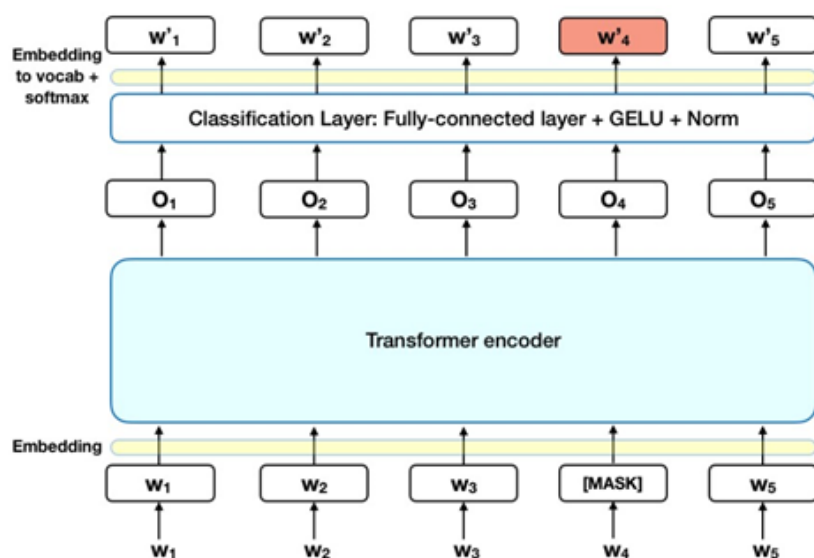 w'₁ w'₂ w'₃ w'₄ w'₅
Embedding
to vocab +
softmax
Classification Layer: Fully-connected layer + GELU + Norm
O₁ O₂ O₃ O₄ O₅
Transformer encoder
Embedding
w₁ w₂ w₃ [MASK] w₅
w₁ w₂ w₃ w₄ w₅